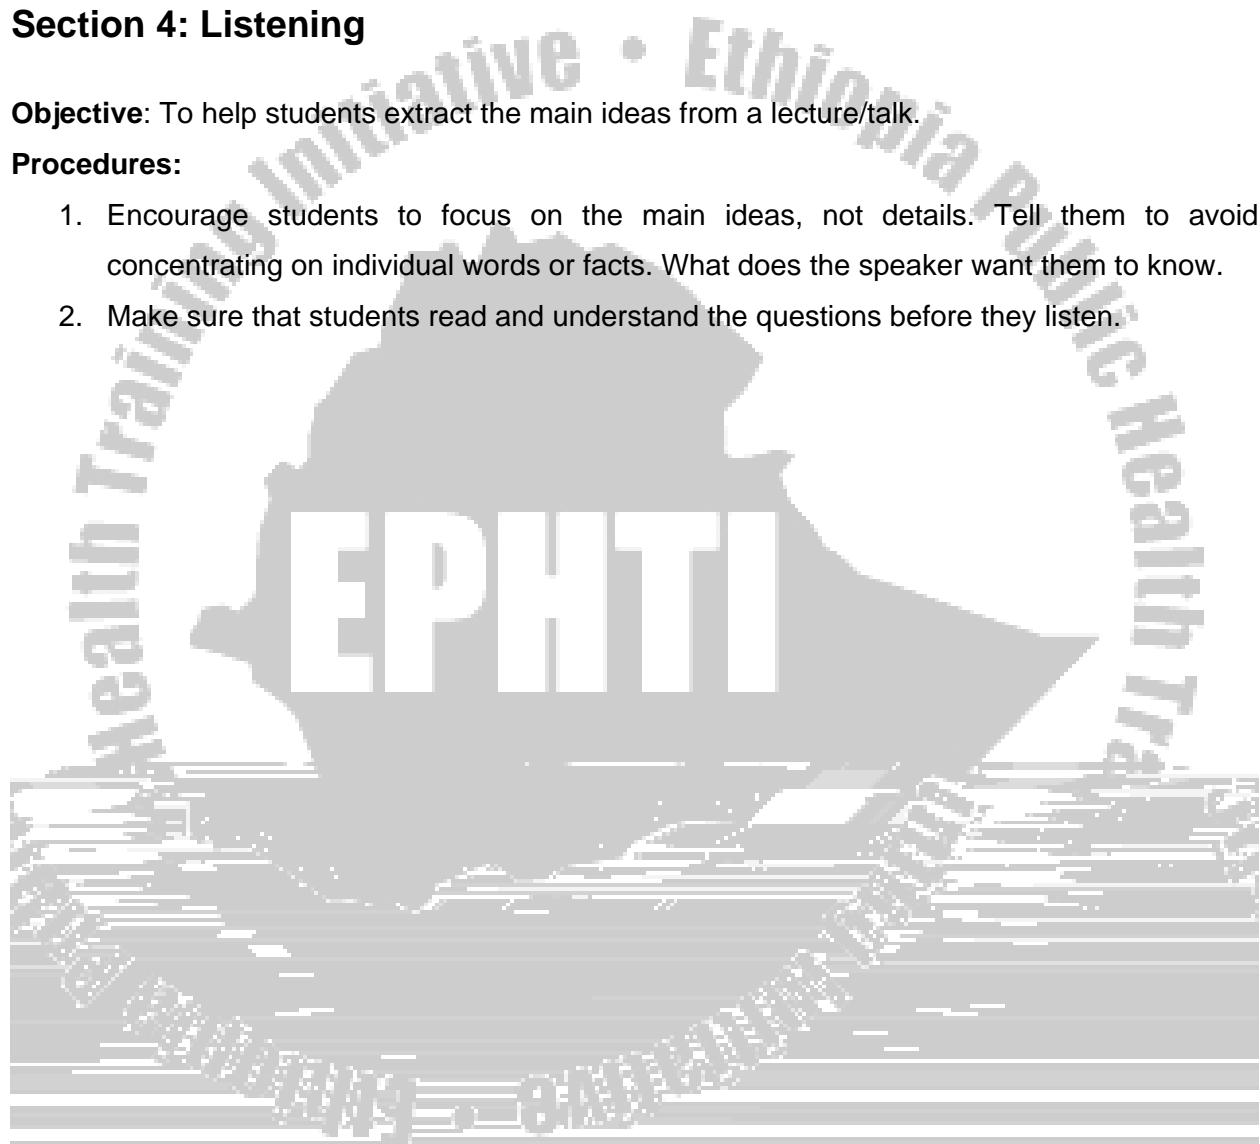 Section 4: Listening
Objective: To help students extract the main ideas from a lecture/talk.
Procedures:
1. Encourage students to focus on the main ideas, not details. Tell them to avoid
concentrating on individual words or facts. What does the speaker want them to know.
2. Make sure that students read and understand the questions before they listen.
Health Training Initiative • Ethiopia Public Health Tra
EPHTI